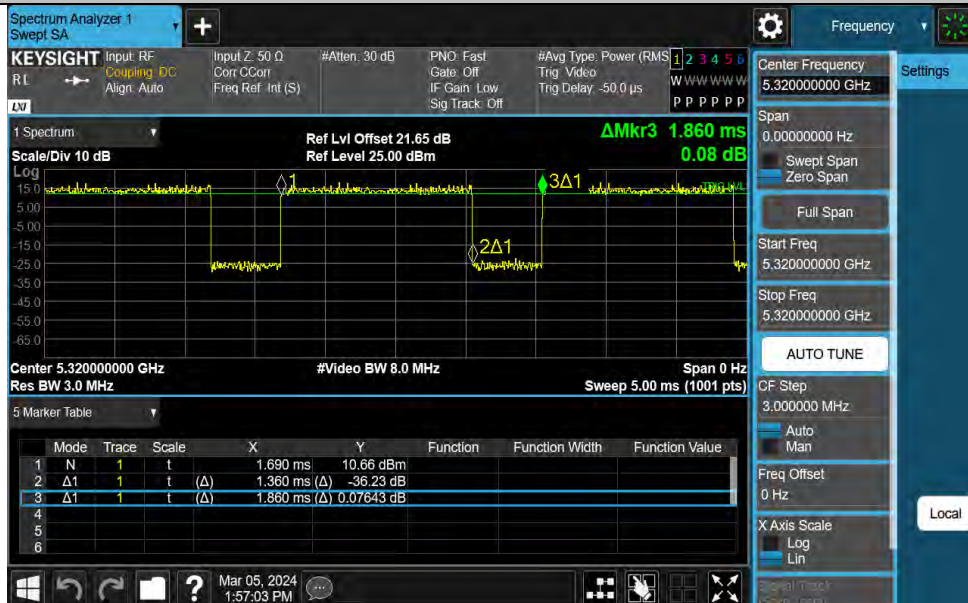 Spectrum Analyzer 1
Swept SA
+
Frequency
KEYSIGHT
Input: RF
Coupling: DC
Align: Auto
Input Z: 50 Ω
Corr CCorr
Freq Ref: Int (S)
#Atten: 30 dB
PNO: Fast
Gate: Off
IF Gain: Low
Sig Track: Off
#Avg Type: Power (RMS
Trig: Video
Trig Delay: -50.0 µs
1 2 3 4 5 6
W W W W W W
P P P P P P
LXI
Center Frequency
5.320000000 GHz
Settings
Span
0.00000000 Hz
Swept Span
Zero Span
Full Span
Start Freq
5.320000000 GHz
Stop Freq
5.320000000 GHz
AUTO TUNE
CF Step
3.000000 MHz
Auto
Man
Freq Offset
0 Hz
X Axis Scale
Log
Lin
Signal Track
Local
1 Spectrum
Scale/Div 10 dB
Ref Lvl Offset 21.65 dB
Ref Level 25.00 dBm
ΔMkr3 1.860 ms
0.08 dB
Log
15.0
5.00
-5.00
-15.0
-25.0
-35.0
-45.0
-55.0
-65.0
1
3Δ1
TRIG LVL
2Δ1
Center 5.320000000 GHz
#Video BW 8.0 MHz
Span 0 Hz
Res BW 3.0 MHz
Sweep 5.00 ms (1001 pts)
5 Marker Table
Mode Trace Scale X Y Function Function Width Function Value
1 N 1 t 1.690 ms 10.66 dBm
2 Δ1 1 t (Δ) 1.360 ms (Δ) -36.23 dB
3 Δ1 1 t (Δ) 1.860 ms (Δ) 0.07643 dB
4
5
6
?
Mar 05, 2024
1:57:03 PM